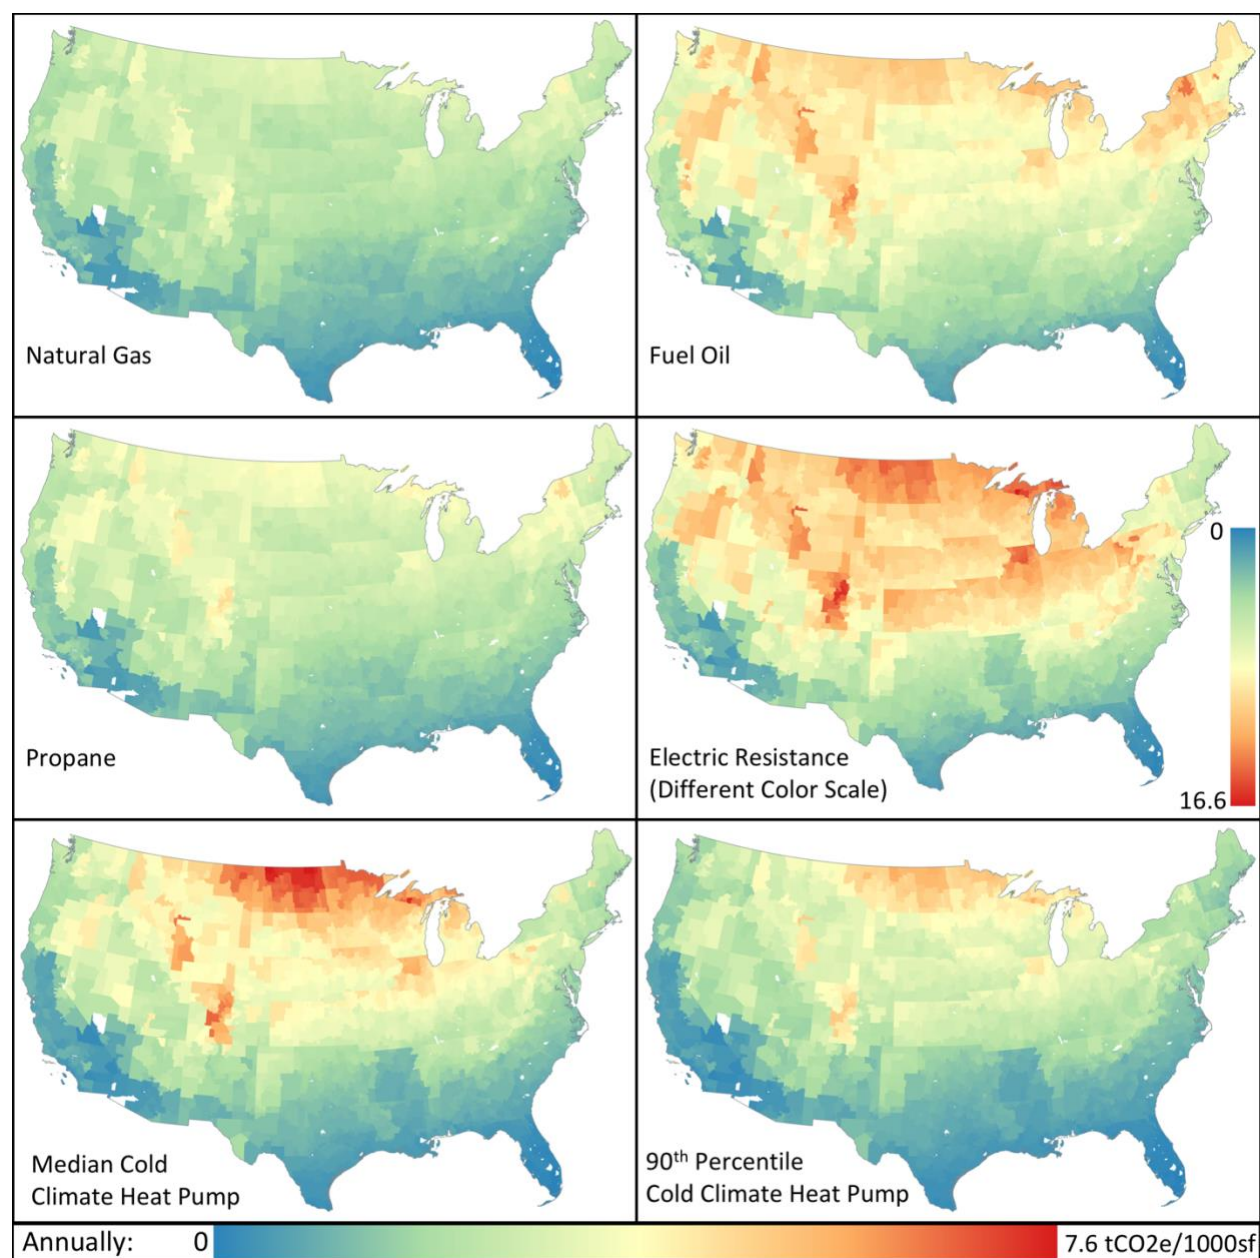 Natural Gas
Fuel Oil
Propane
Electric Resistance
(Different Color Scale)
0
16.6
Median Cold
Climate Heat Pump
90th Percentile
Cold Climate Heat Pump
Annually: 0 7.6 tCO2e/1000sf